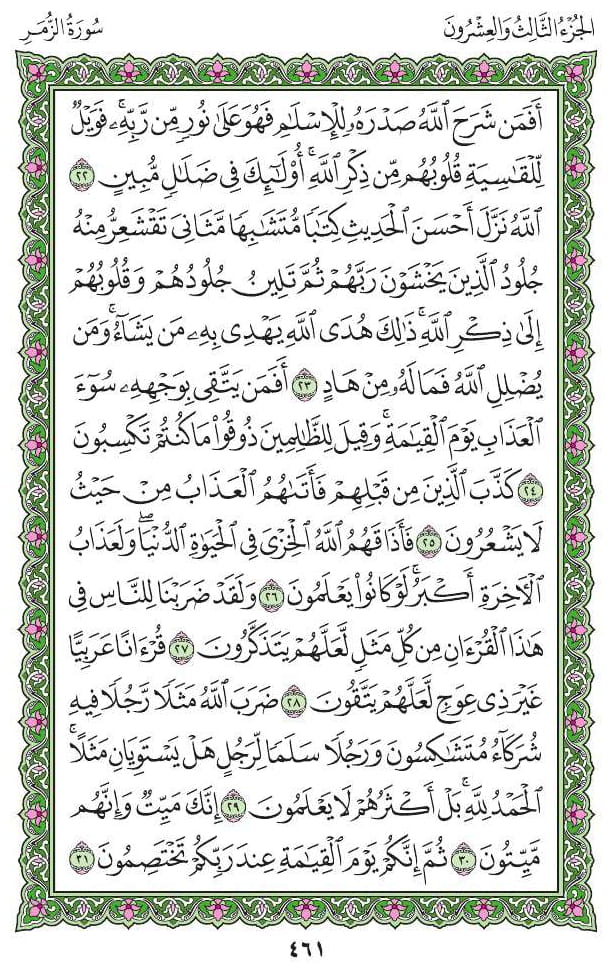 الجزء الثالث والعشرون
سورة الزمر
أَفَمَن شَرَحَ ٱللَّهُ صَدْرَهُۥ لِلْإِسْلَٰمِ فَهُوَ عَلَىٰ نُورٍ مِّن رَّبِّهِۦ ۚ فَوَيْلٌ
لِّلْقَٰسِيَةِ قُلُوبُهُم مِّن ذِكْرِ ٱللَّهِ ۚ أُو۟لَٰٓئِكَ فِى ضَلَٰلٍ مُّبِينٍ ٢٢
ٱللَّهُ نَزَّلَ أَحْسَنَ ٱلْحَدِيثِ كِتَٰبًا مُّتَشَٰبِهًا مَّثَانِىَ تَقْشَعِرُّ مِنْهُ
جُلُودُ ٱلَّذِينَ يَخْشَوْنَ رَبَّهُمْ ثُمَّ تَلِينُ جُلُودُهُمْ وَقُلُوبُهُمْ
إِلَىٰ ذِكْرِ ٱللَّهِ ۚ ذَٰلِكَ هُدَى ٱللَّهِ يَهْدِى بِهِۦ مَن يَشَآءُ ۚ وَمَن
يُضْلِلِ ٱللَّهُ فَمَا لَهُۥ مِنْ هَادٍ ٢٣ أَفَمَن يَتَّقِى بِوَجْهِهِۦ سُوٓءَ
ٱلْعَذَابِ يَوْمَ ٱلْقِيَٰمَةِ ۚ وَقِيلَ لِلظَّٰلِمِينَ ذُوقُوا۟ مَا كُنتُمْ تَكْسِبُونَ
٢٤ كَذَّبَ ٱلَّذِينَ مِن قَبْلِهِمْ فَأَتَىٰهُمُ ٱلْعَذَابُ مِنْ حَيْثُ
لَا يَشْعُرُونَ ٢٥ فَأَذَاقَهُمُ ٱللَّهُ ٱلْخِزْىَ فِى ٱلْحَيَوٰةِ ٱلدُّنْيَا ۖ وَلَعَذَابُ
ٱلْءَاخِرَةِ أَكْبَرُ ۚ لَوْ كَانُوا۟ يَعْلَمُونَ ٢٦ وَلَقَدْ ضَرَبْنَا لِلنَّاسِ فِى
هَٰذَا ٱلْقُرْءَانِ مِن كُلِّ مَثَلٍ لَّعَلَّهُمْ يَتَذَكَّرُونَ ٢٧ قُرْءَانًا عَرَبِيًّا
غَيْرَ ذِى عِوَجٍ لَّعَلَّهُمْ يَتَّقُونَ ٢٨ ضَرَبَ ٱللَّهُ مَثَلًا رَّجُلًا فِيهِ
شُرَكَآءُ مُتَشَٰكِسُونَ وَرَجُلًا سَلَمًا لِّرَجُلٍ هَلْ يَسْتَوِيَانِ مَثَلًا ۚ
ٱلْحَمْدُ لِلَّهِ ۚ بَلْ أَكْثَرُهُمْ لَا يَعْلَمُونَ ٢٩ إِنَّكَ مَيِّتٌ وَإِنَّهُم
مَّيِّتُونَ ٣٠ ثُمَّ إِنَّكُمْ يَوْمَ ٱلْقِيَٰمَةِ عِندَ رَبِّكُمْ تَخْتَصِمُونَ ٣١
٤٦١